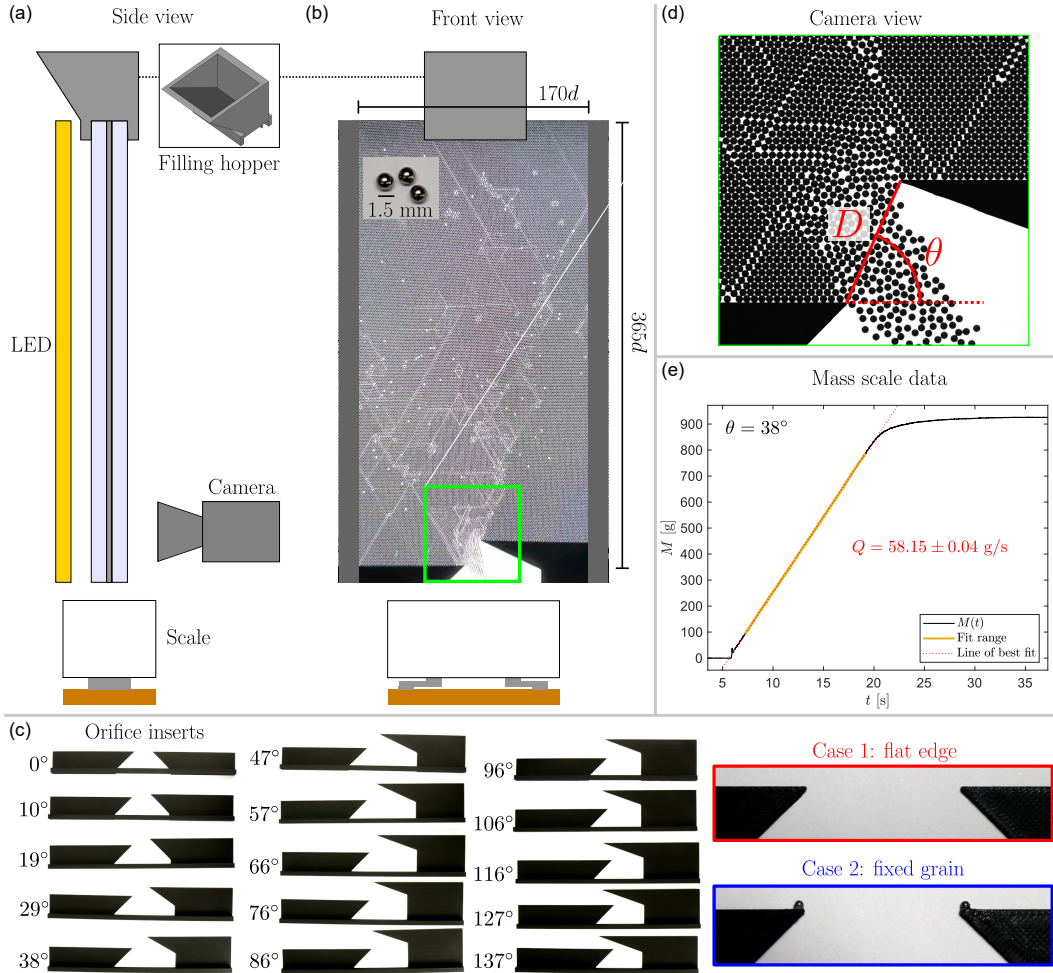 (a)
Side view
Filling hopper
LED
Camera
Scale
(b)
Front view
170d
1.5 mm
365d
(d)
Camera view
D
θ
(e)
Mass scale data
θ = 38°
900
800
700
600
500
400
300
200
100
0
M [g]
Q = 58.15 ± 0.04 g/s
M(t)
Fit range
Line of best fit
5
10
15
20
25
30
35
t [s]
(c)
Orifice inserts
0°
10°
19°
29°
38°
47°
57°
66°
76°
86°
96°
106°
116°
127°
137°
Case 1: flat edge
Case 2: fixed grain